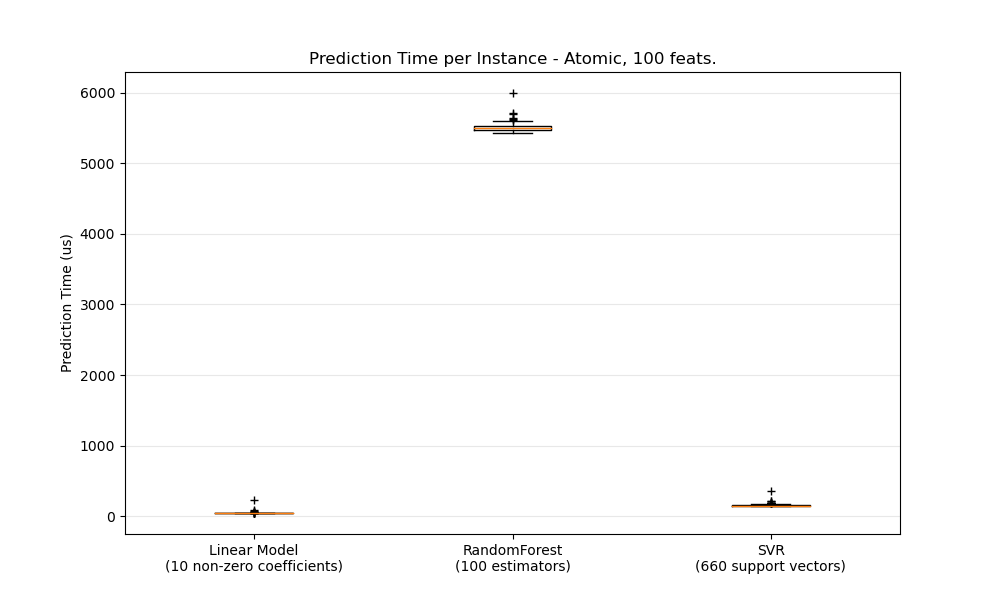 Prediction Time per Instance - Atomic, 100 feats.
Prediction Time (us)
6000
5000
4000
3000
2000
1000
0
Linear Model
(10 non-zero coefficients)
RandomForest
(100 estimators)
SVR
(660 support vectors)